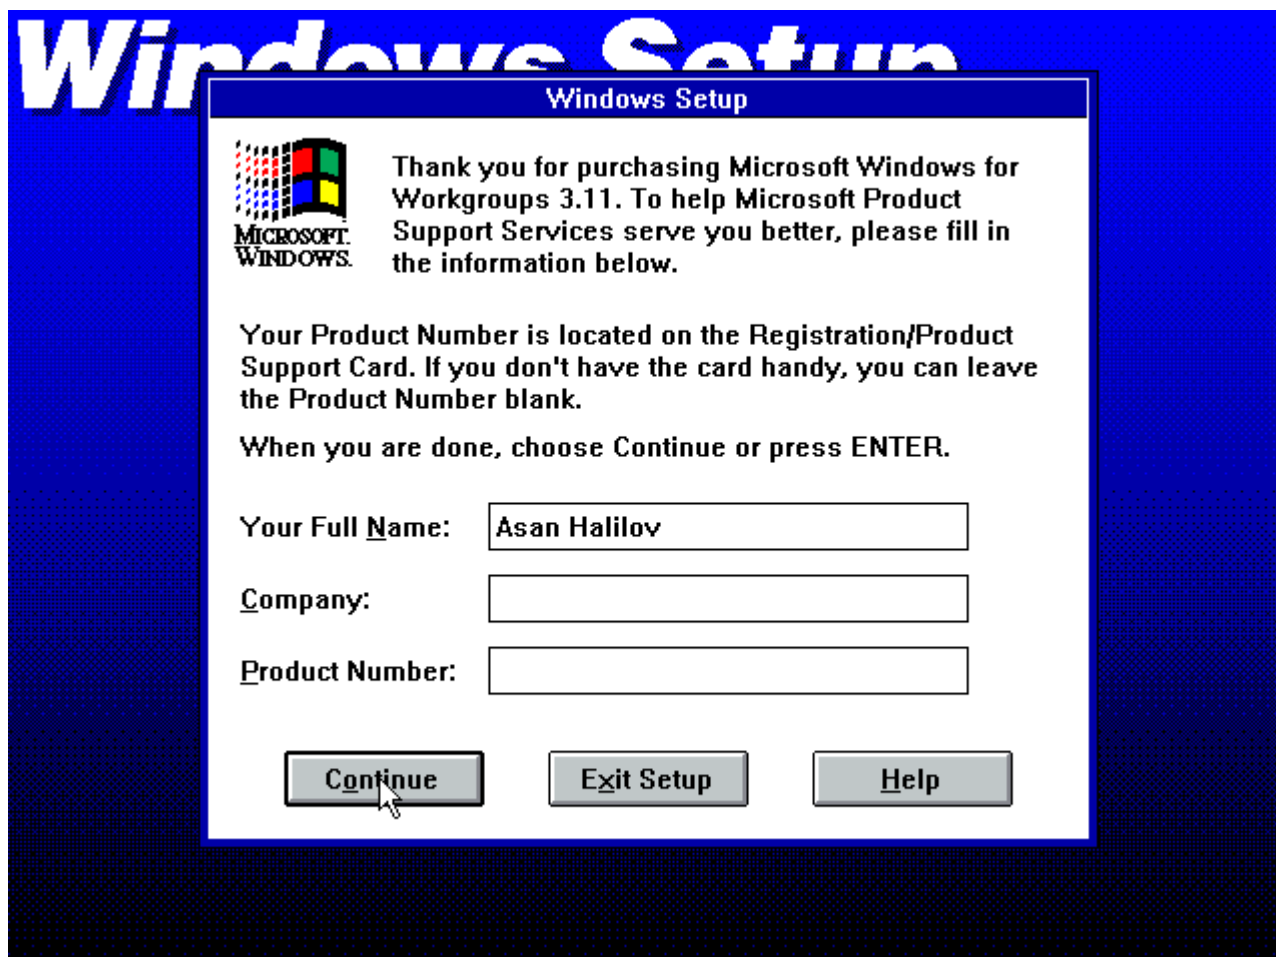 Windows Setup
Windows Setup
MICROSOFT.
WINDOWS.
Thank you for purchasing Microsoft Windows for
Workgroups 3.11. To help Microsoft Product
Support Services serve you better, please fill in
the information below.
Your Product Number is located on the Registration/Product
Support Card. If you don't have the card handy, you can leave
the Product Number blank.
When you are done, choose Continue or press ENTER.
Your Full Name: Asan Halilov
Company:
Product Number:
Continue Exit Setup Help